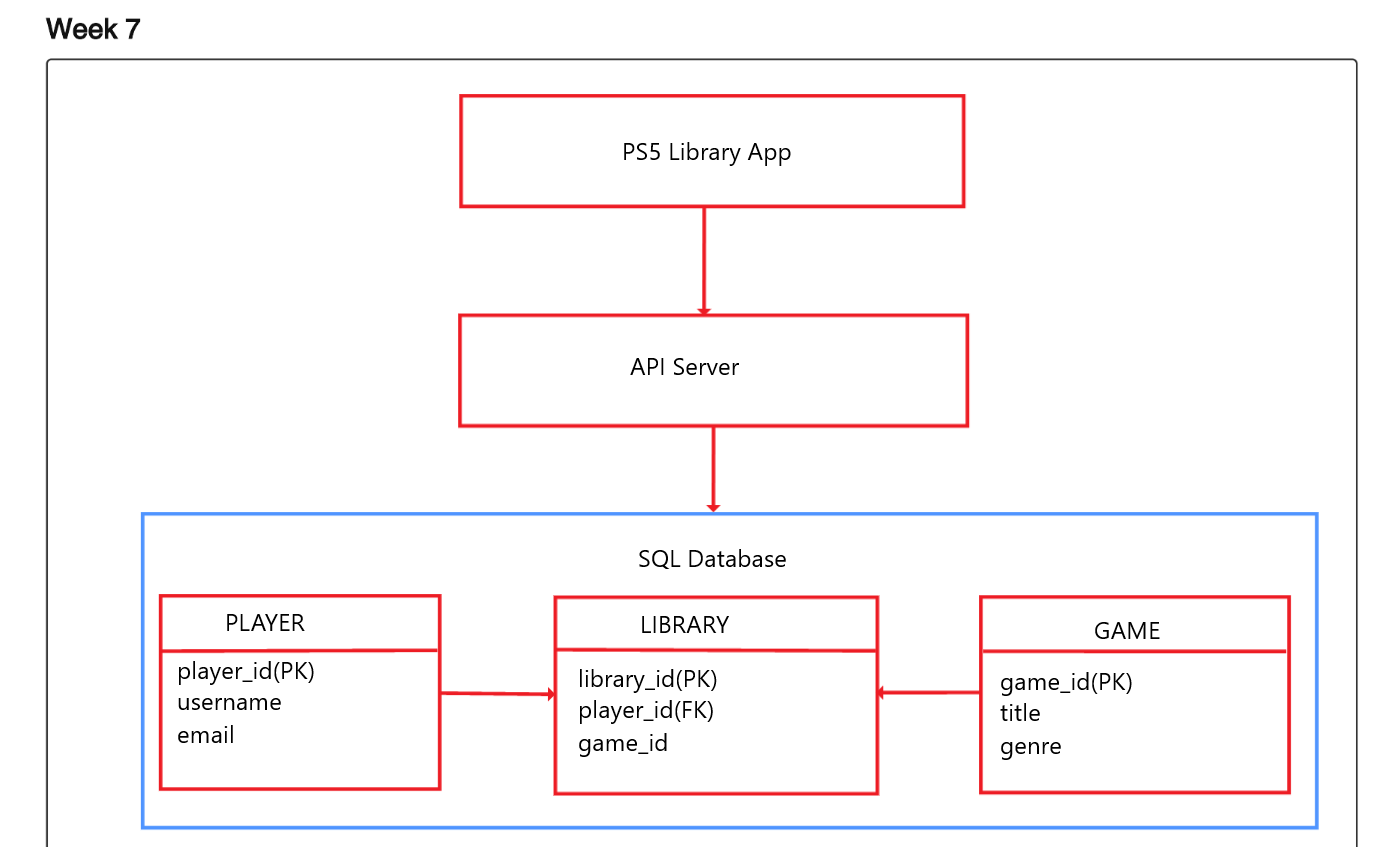 Week 7
PS5 Library App
API Server
SQL Database
PLAYER
player_id(PK)
username
email
LIBRARY
library_id(PK)
player_id(FK)
game_id
GAME
game_id(PK)
title
genre